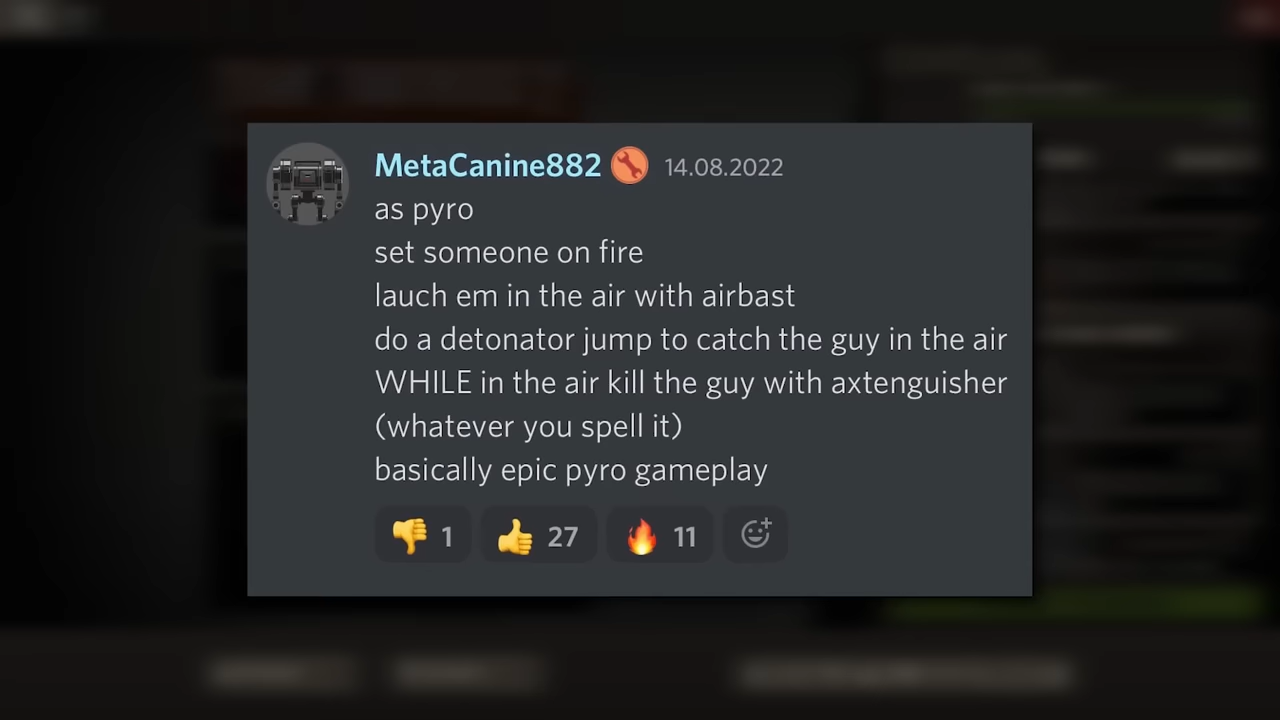 MetaCanine882 14.08.2022
as pyro
set someone on fire
lauch em in the air with airbast
do a detonator jump to catch the guy in the air
WHILE in the air kill the guy with axtenguisher
(whatever you spell it)
basically epic pyro gameplay
1 27 11